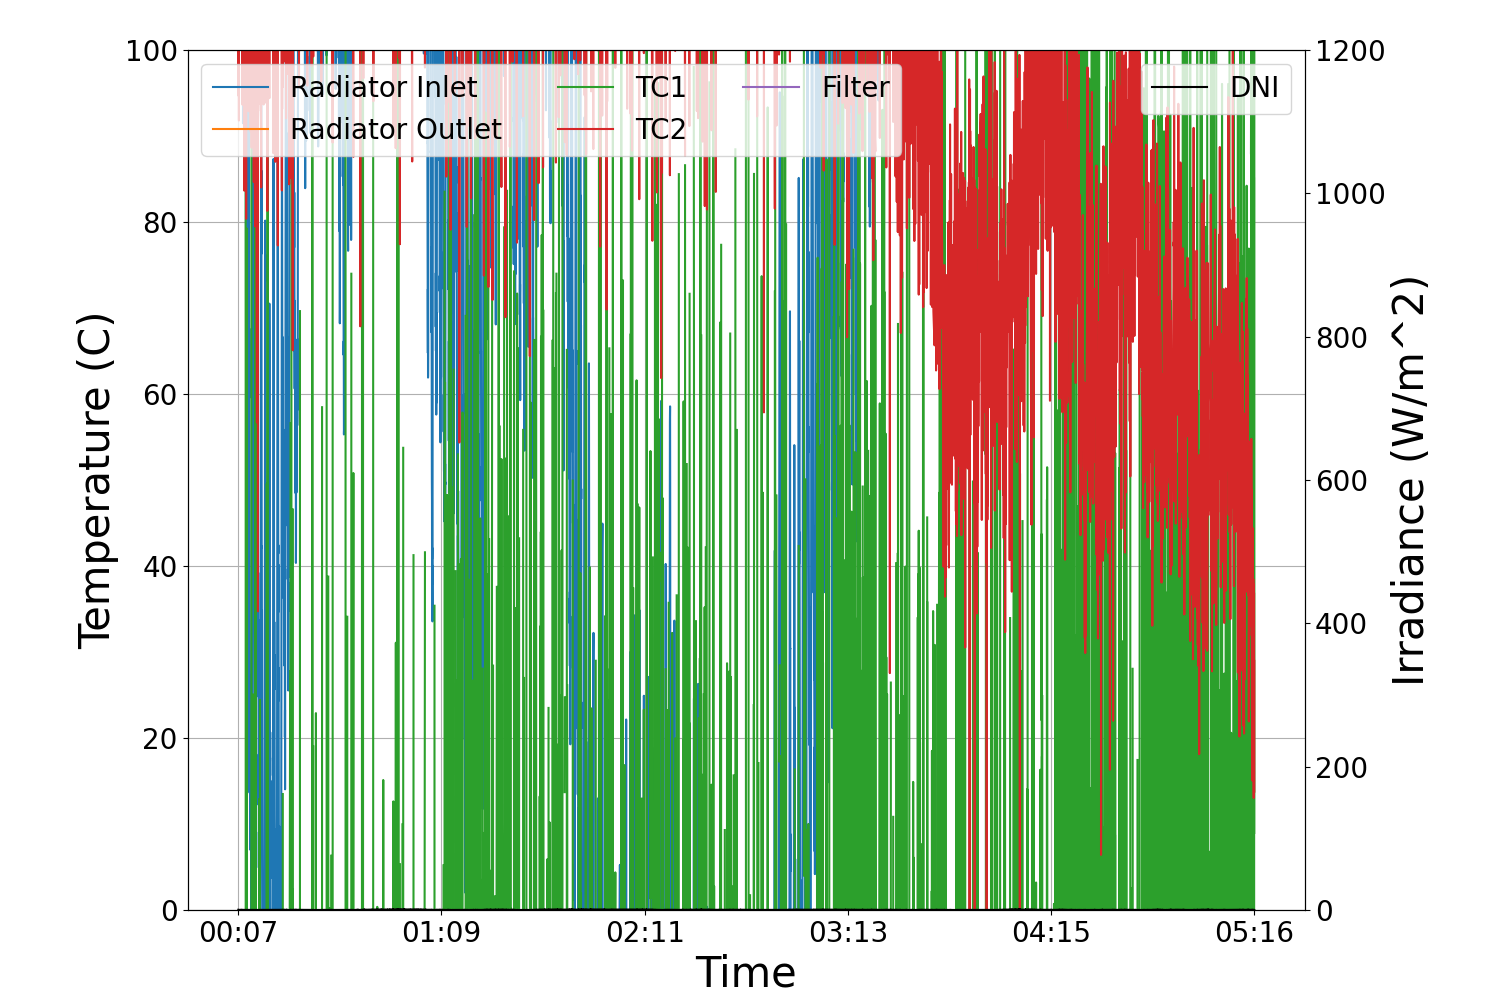 100
80
60
40
20
0
Temperature (C)
Radiator Inlet
Radiator Outlet
TC1
TC2
Filter
DNI
1200
1000
800
600
400
200
0
Irradiance (W/m^2)
00:07 01:09 02:11 03:13 04:15 05:16
Time